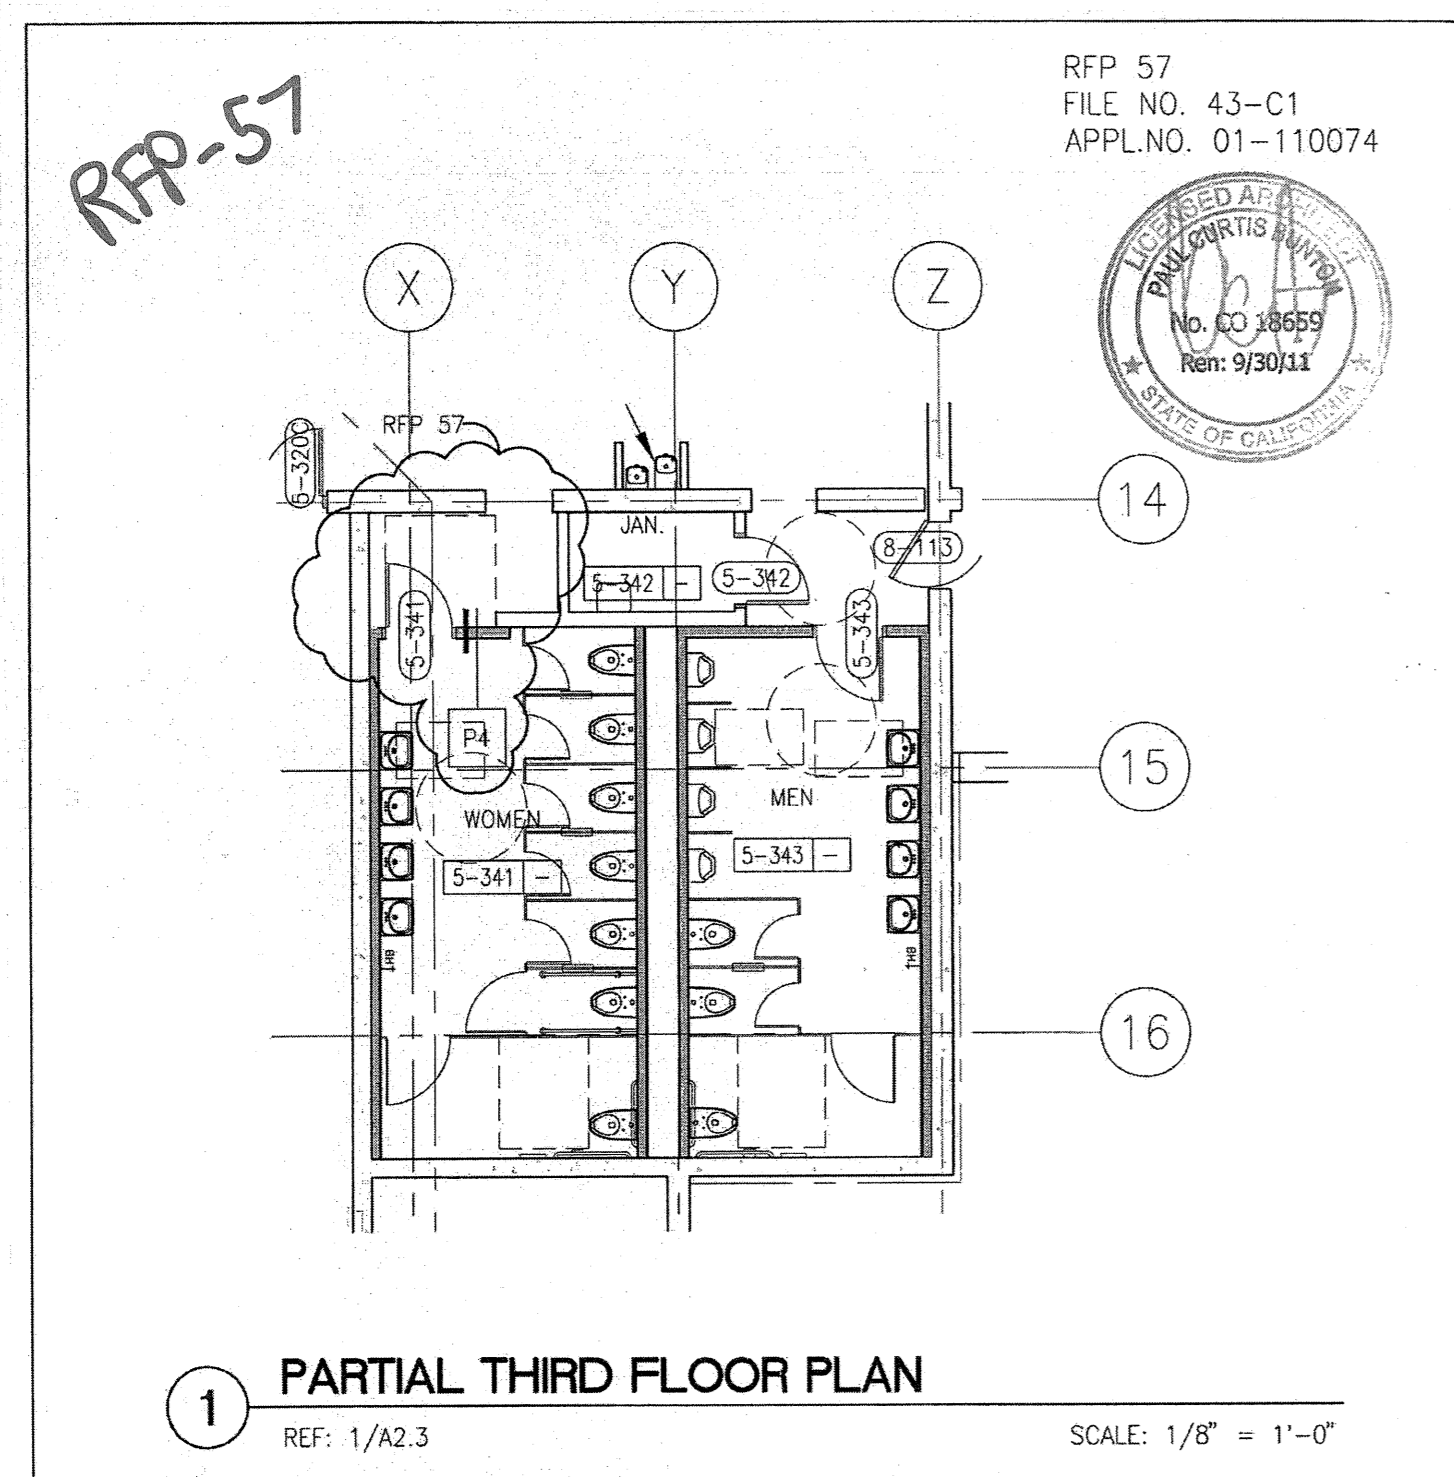 RFP-57
RFP 57
FILE NO. 43-C1
APPL.NO. 01-110074
LICENSED ARCHITECT
PAUL CURTIS BUNTON
No. CO 18659
Ren: 9/30/11
STATE OF CALIFORNIA
X
Y
Z
RFP 57
5-320C
14
JAN.
8-113
5-342 -
5-342
5-341
5-343
P4
15
WOMEN
MEN
5-341 -
5-343 -
HB
HB
16
1
PARTIAL THIRD FLOOR PLAN
REF: 1/A2.3
SCALE: 1/8" = 1'-0"